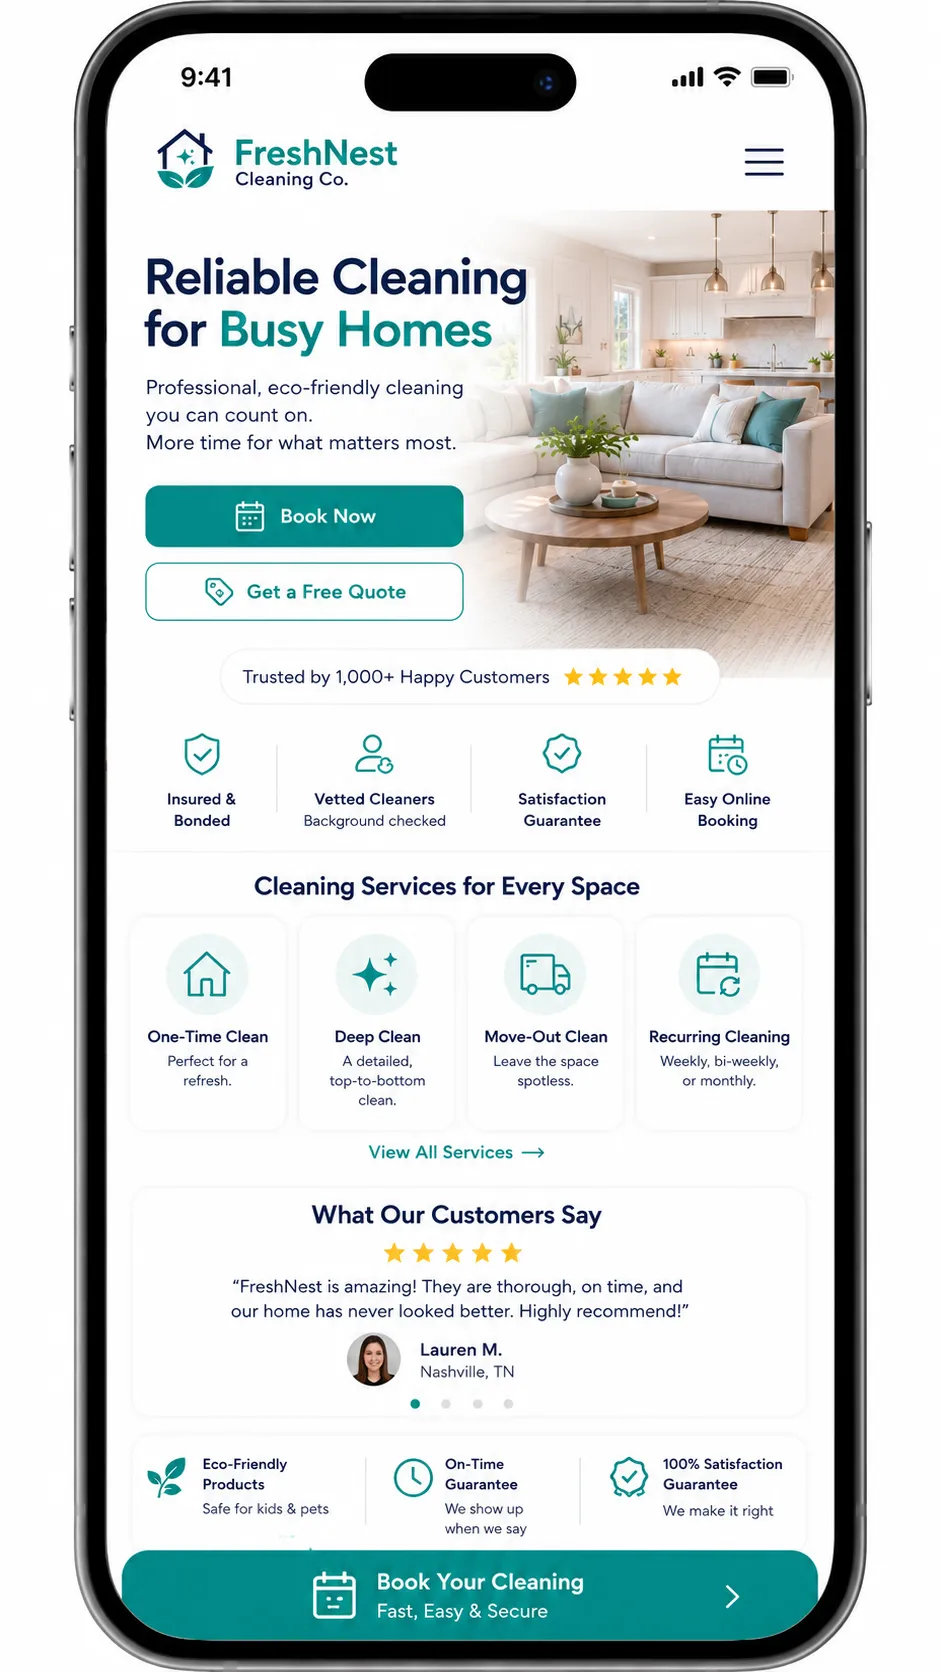 9:41
FreshNest
Cleaning Co.
Reliable Cleaning
for Busy Homes
Professional, eco-friendly cleaning
you can count on.
More time for what matters most.
Book Now
Get a Free Quote
Trusted by 1,000+ Happy Customers
Insured &
Bonded
Vetted Cleaners
Background checked
Satisfaction
Guarantee
Easy Online
Booking
Cleaning Services for Every Space
One-Time Clean
Perfect for a
refresh.
Deep Clean
A detailed,
top-to-bottom
clean.
Move-Out Clean
Leave the space
spotless.
Recurring Cleaning
Weekly, bi-weekly,
or monthly.
View All Services →
What Our Customers Say
“FreshNest is amazing! They are thorough, on time, and
our home has never looked better. Highly recommend!”
Lauren M.
Nashville, TN
Eco-Friendly
Products
Safe for kids & pets
On-Time
Guarantee
We show up
when we say
100% Satisfaction
Guarantee
We make it right
Book Your Cleaning
Fast, Easy & Secure